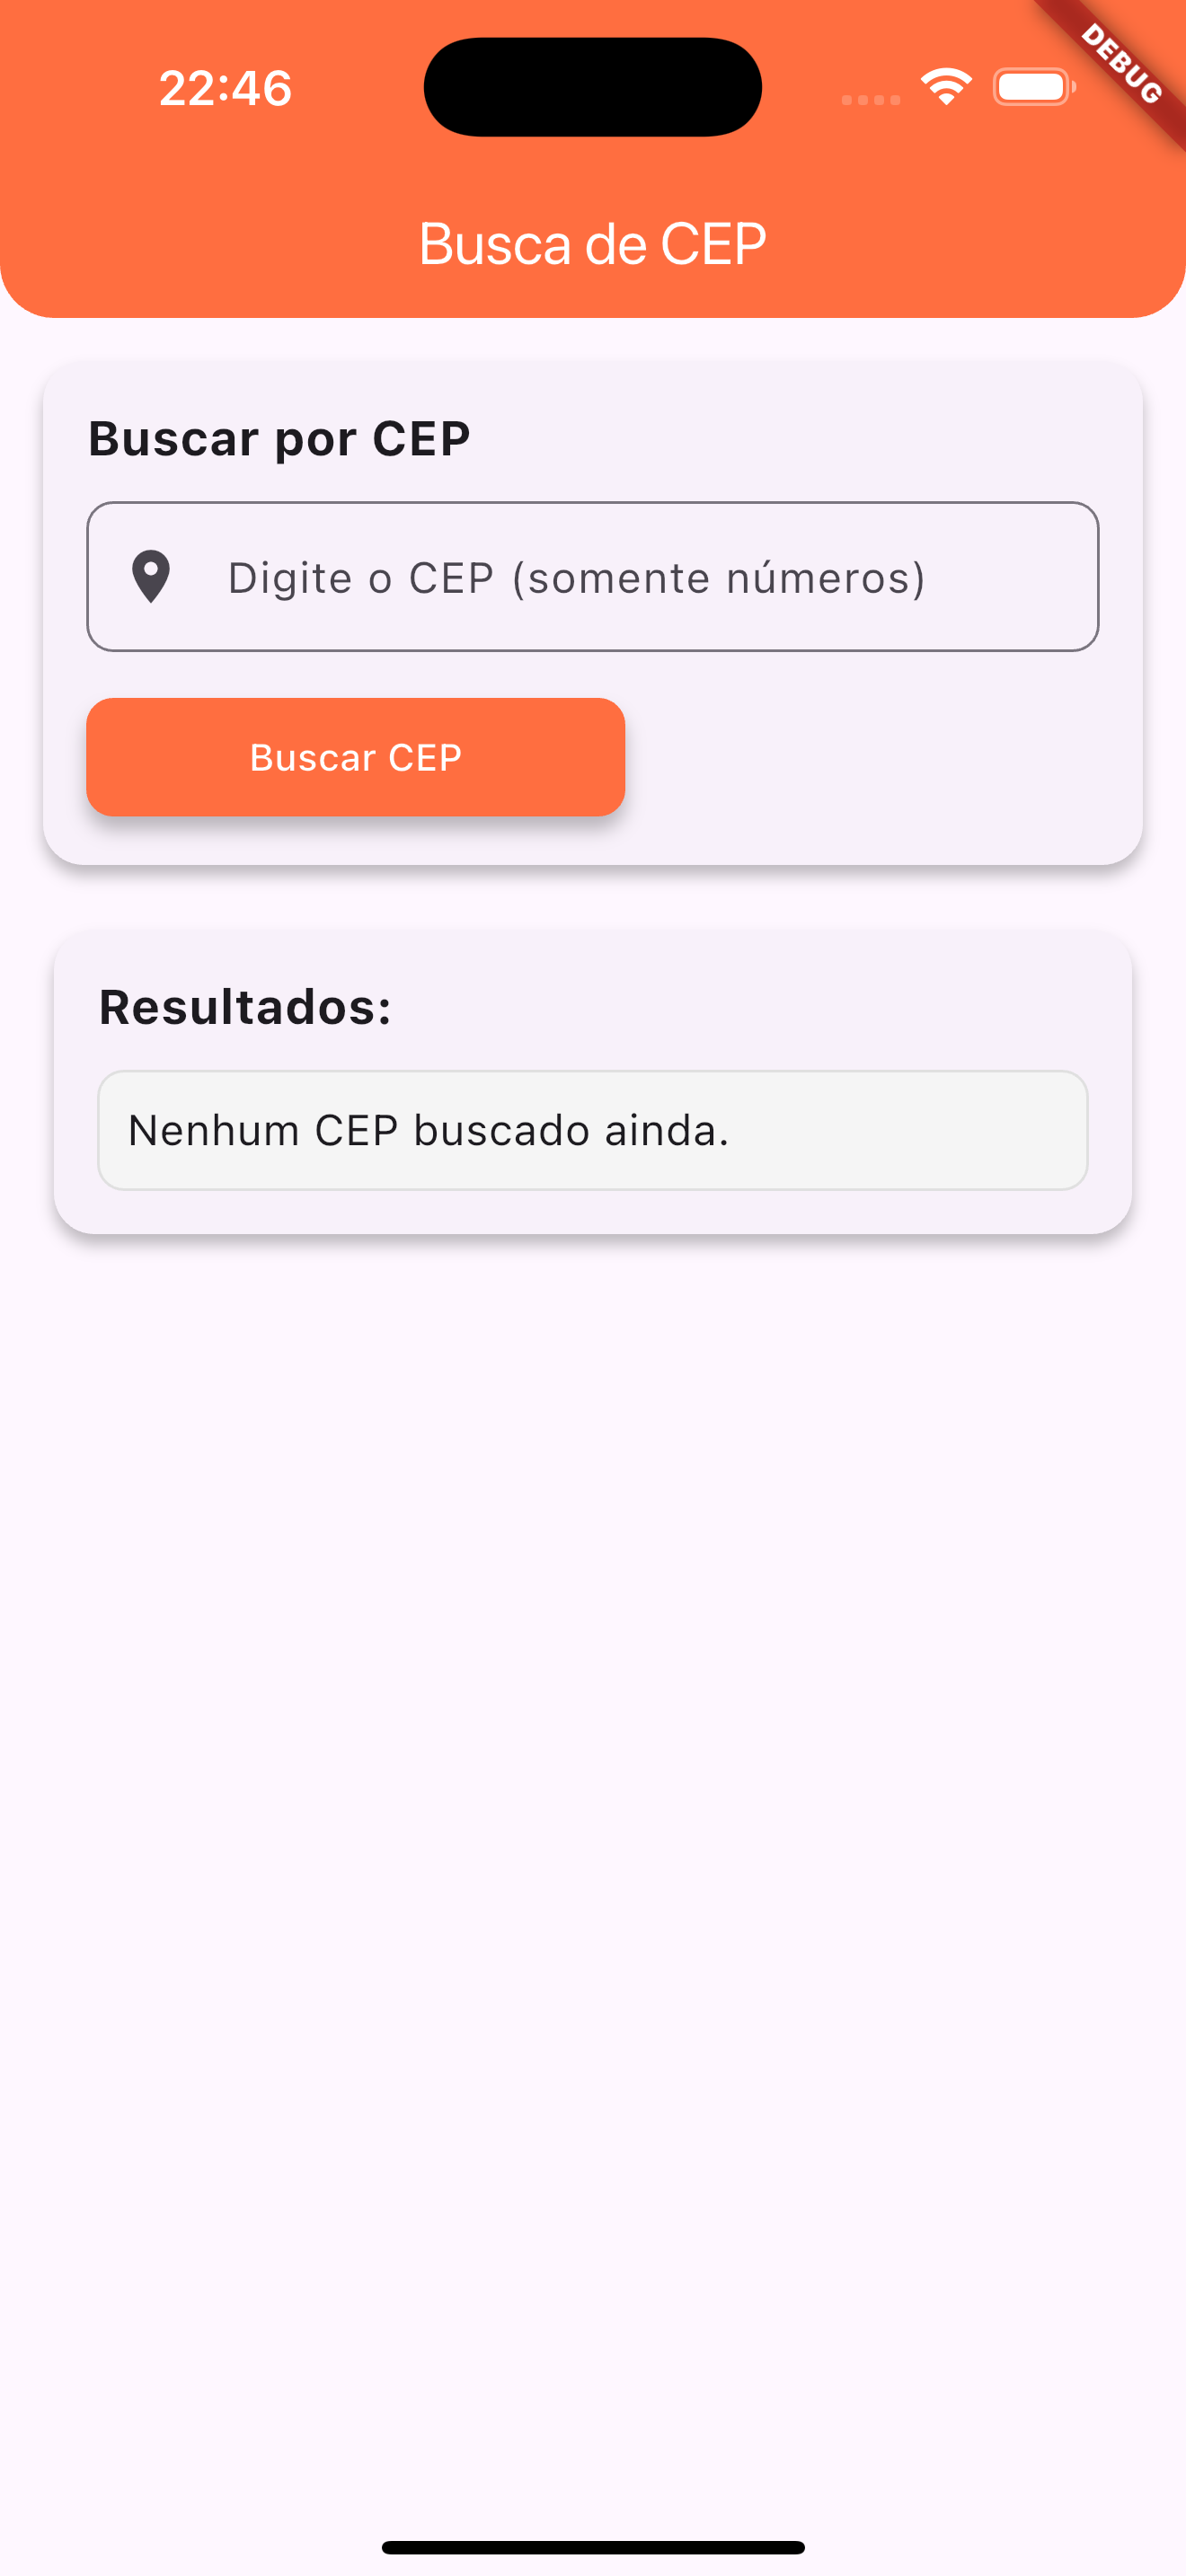 22:46
DEBUG
Busca de CEP
Buscar por CEP
Digite o CEP (somente números)
Buscar CEP
Resultados:
Nenhum CEP buscado ainda.